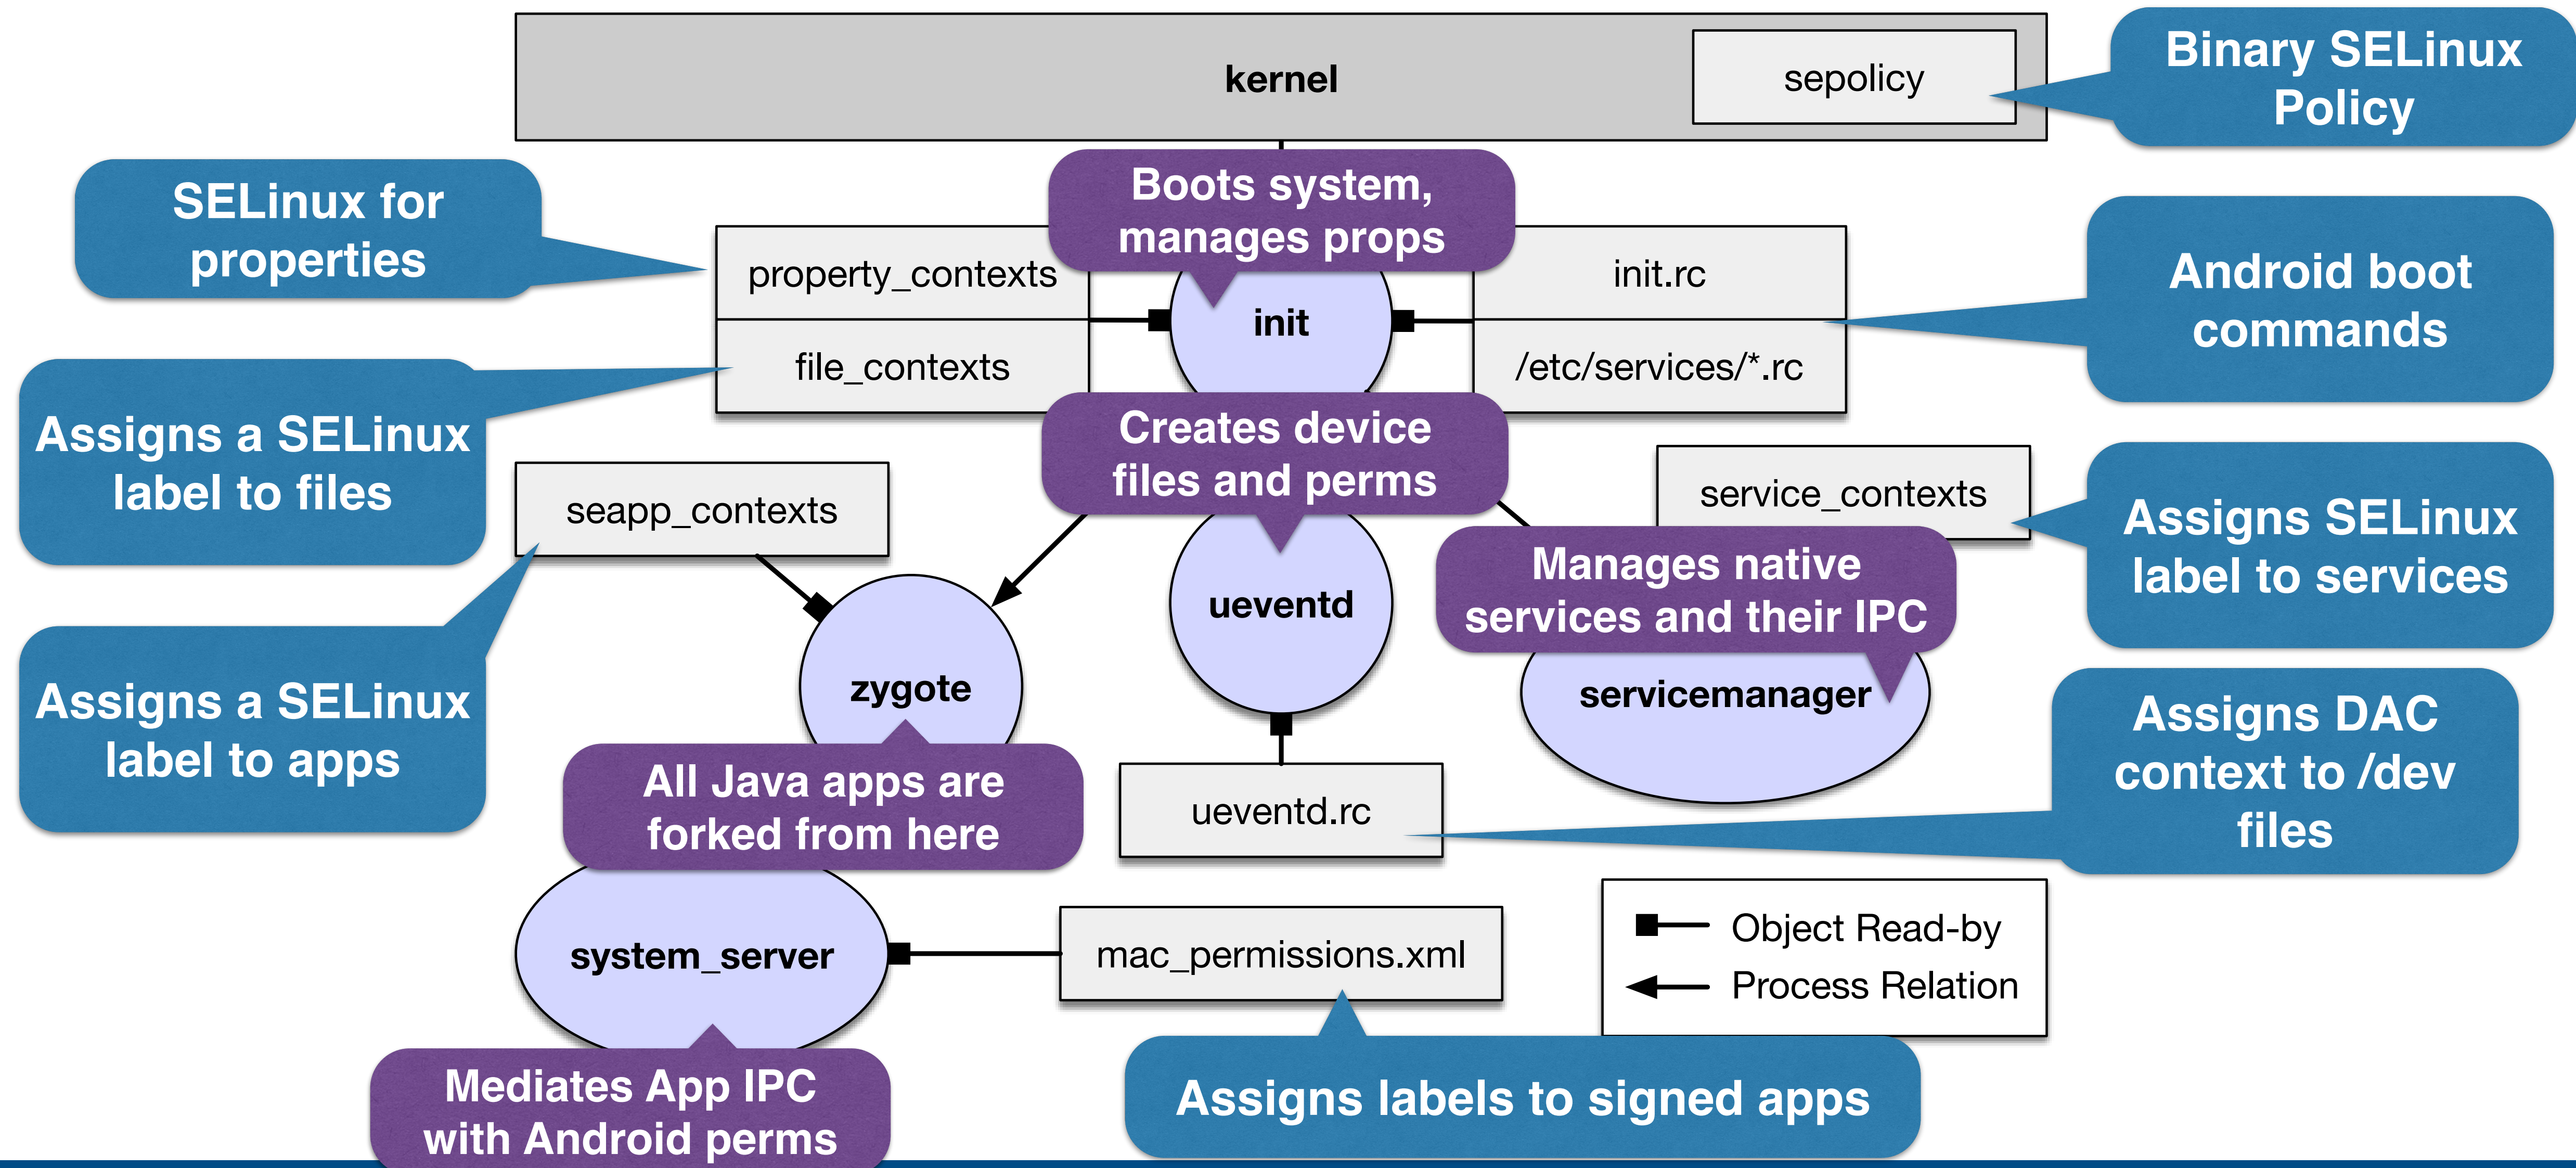 kernel
sepolicy
Binary SELinux
Policy
SELinux for
properties
Boots system,
manages props
property_contexts
file_contexts
init
init.rc
/etc/services/*.rc
Android boot
commands
Assigns a SELinux
label to files
Creates device
files and perms
seapp_contexts
service_contexts
Assigns SELinux
label to services
Manages native
services and their IPC
ueventd
zygote
servicemanager
Assigns a SELinux
label to apps
Assigns DAC
context to /dev
files
All Java apps are
forked from here
ueventd.rc
system_server
mac_permissions.xml
Object Read-by
Process Relation
Mediates App IPC
with Android perms
Assigns labels to signed apps